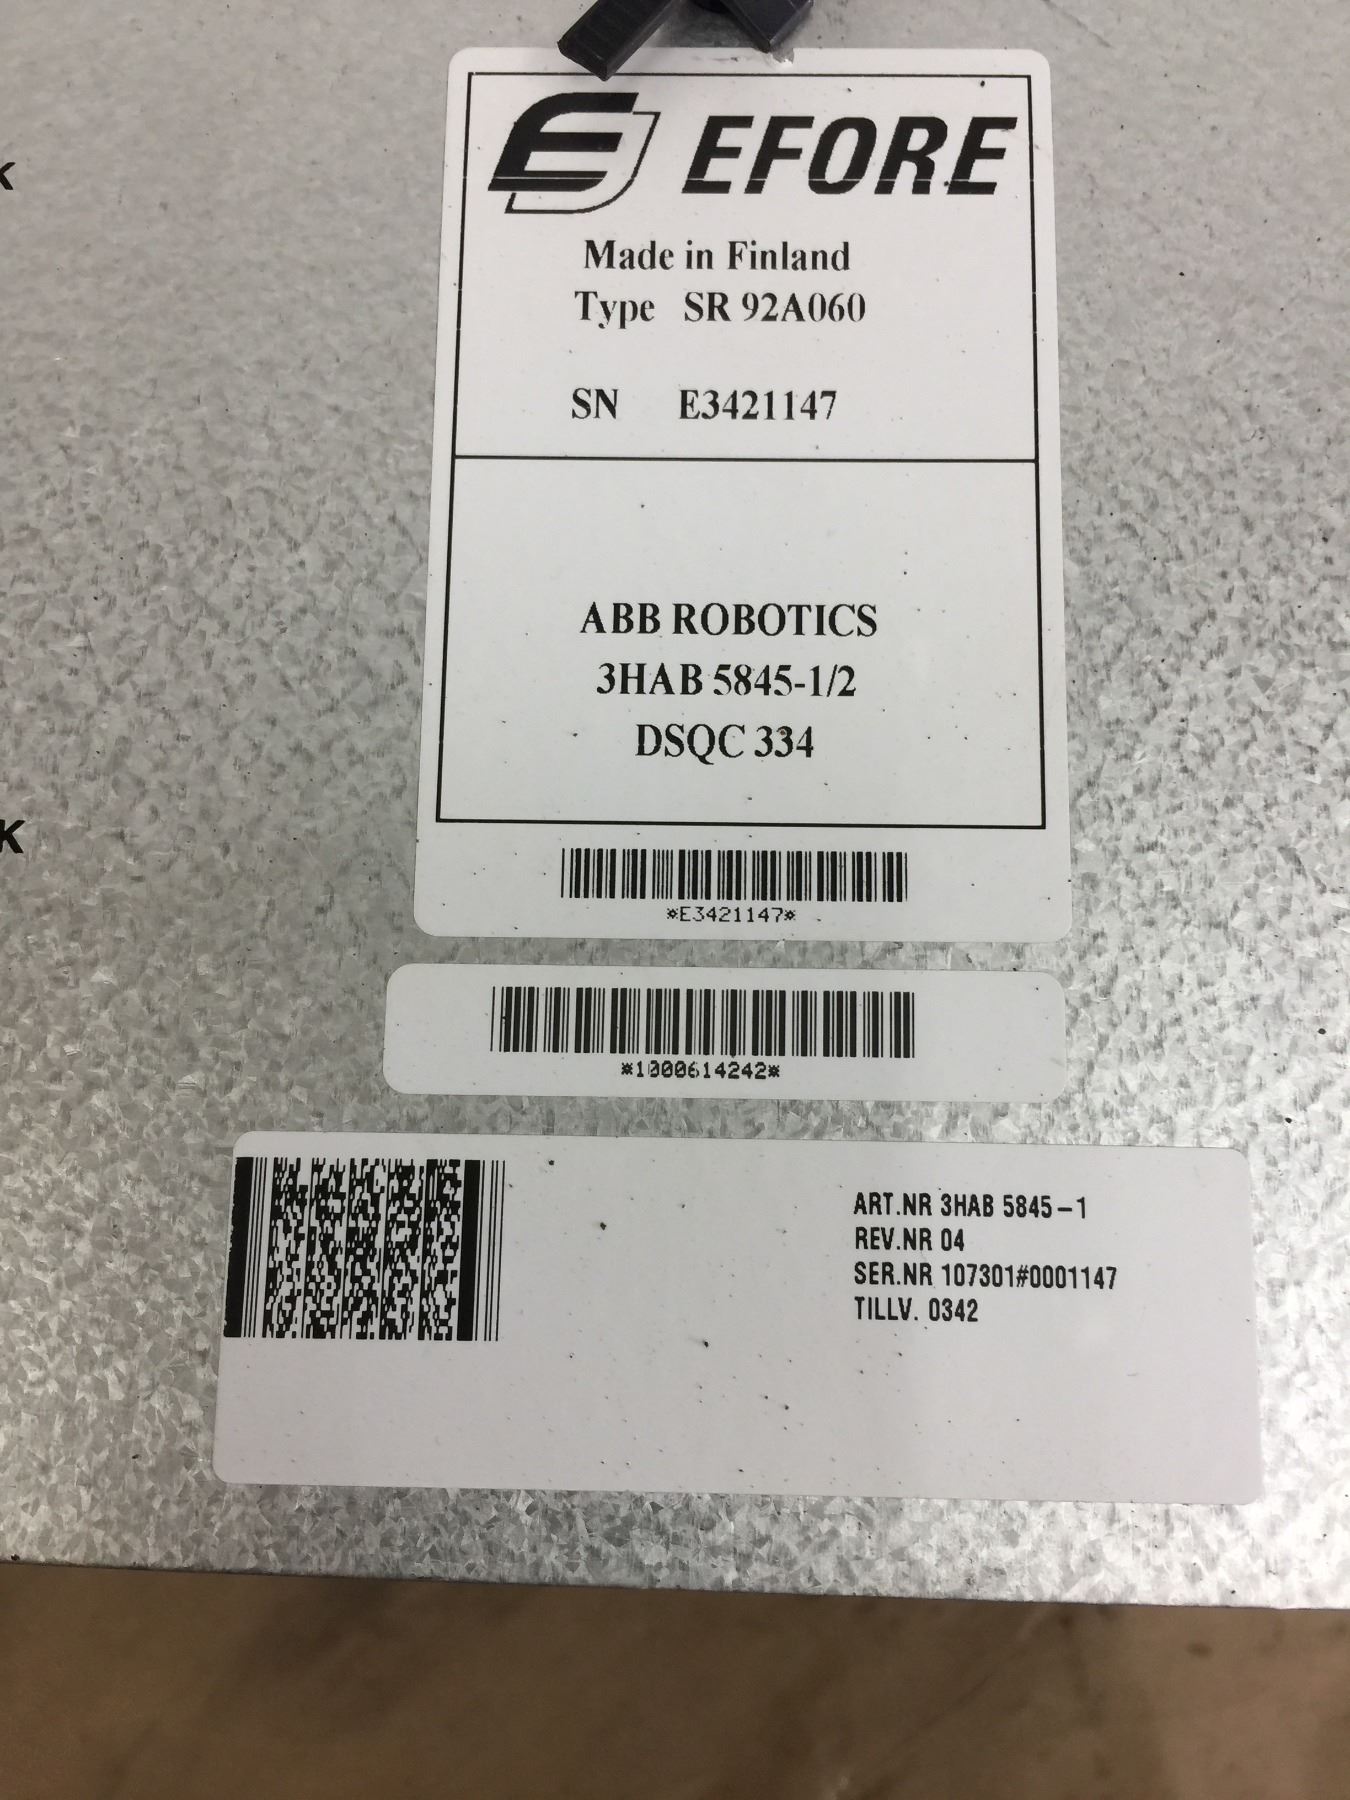 K
K
EFORE
Made in Finland
Type SR 92A060
SN E3421147
ABB ROBOTICS
3HAB 5845-1/2
DSQC 334
*E3421147*
*1000614242*
ART.NR 3HAB 5845-1
REV.NR 04
SER.NR 107301#0001147
TILLV. 0342